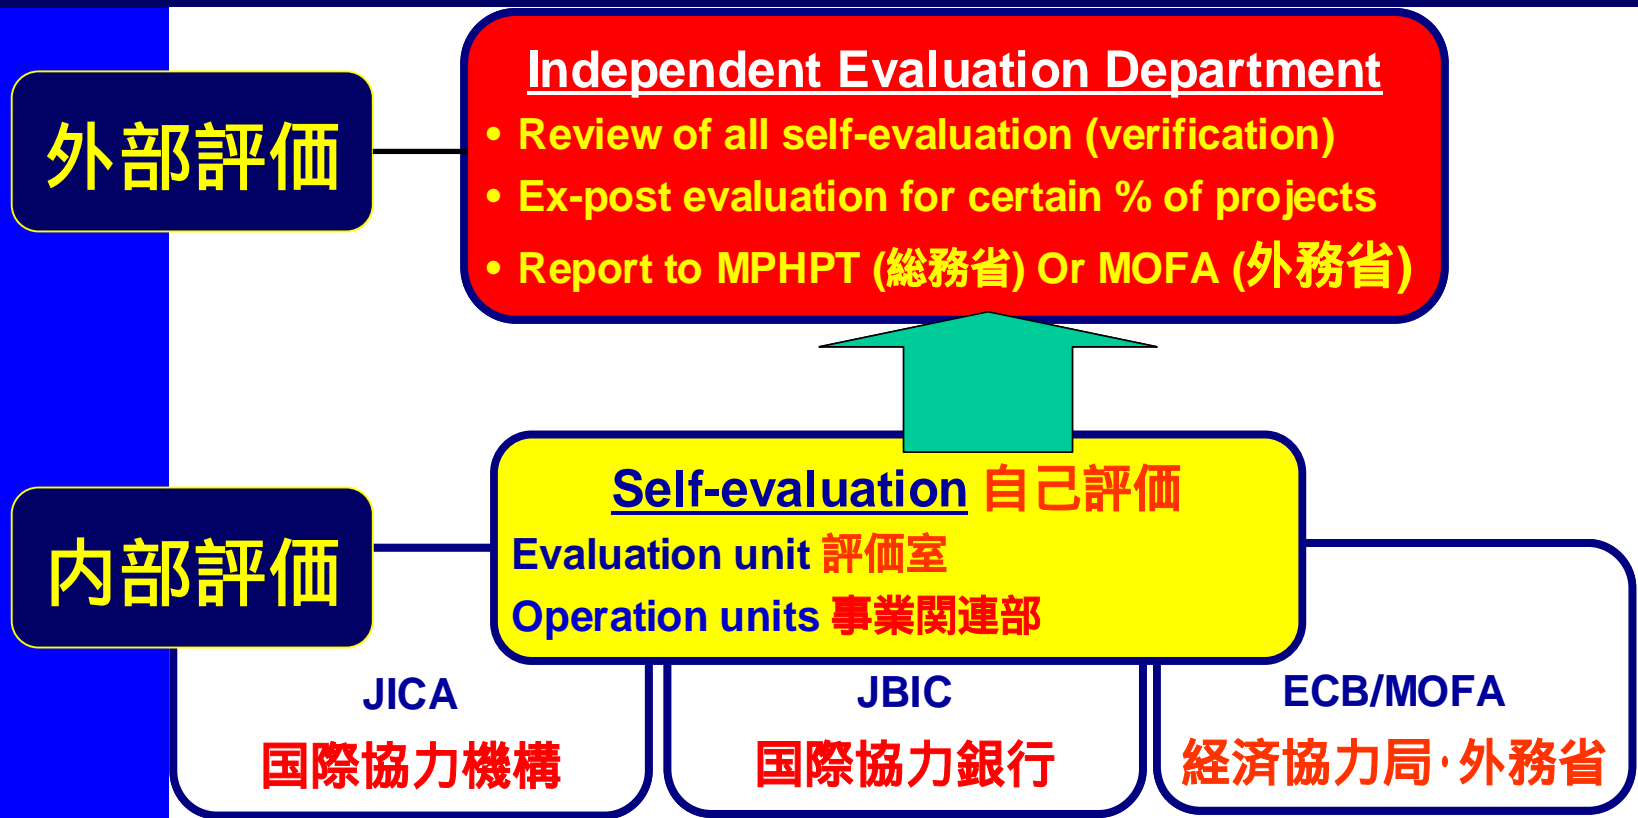 外部評価
Independent Evaluation Department
• Review of all self-evaluation (verification)
• Ex-post evaluation for certain % of projects
• Report to MPHPT (総務省) Or MOFA (外務省)
内部評価
Self-evaluation 自己評価
Evaluation unit 評価室
Operation units 事業関連部
JICA
国際協力機構
JBIC
国際協力銀行
ECB/MOFA
経済協力局·外務省